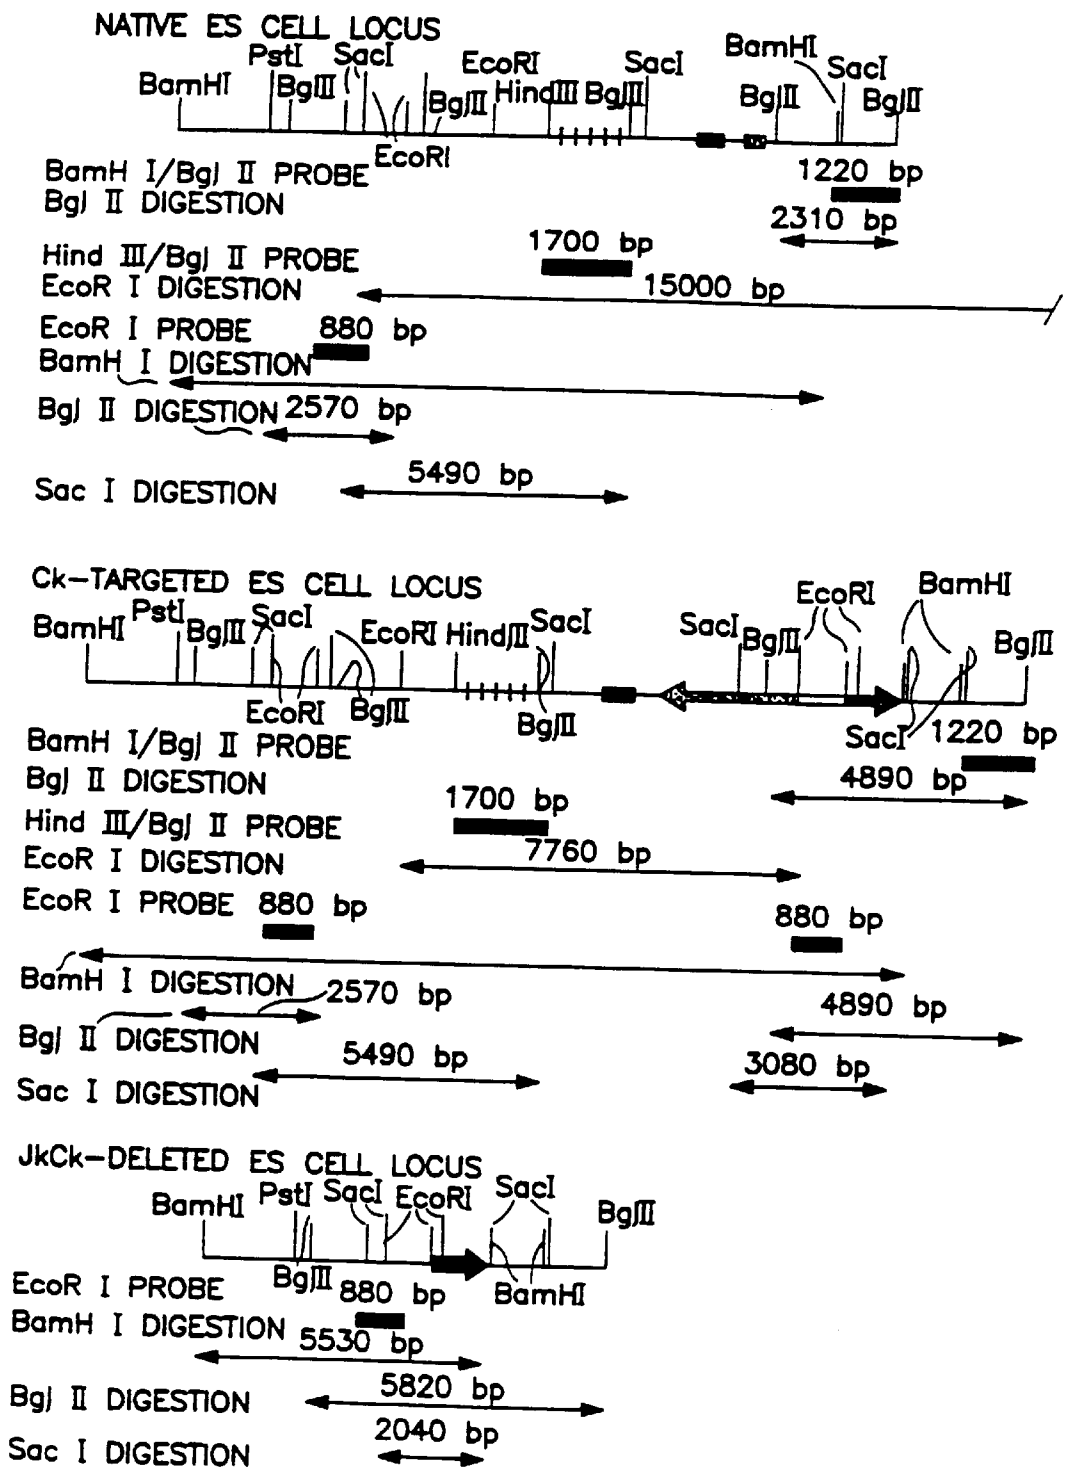 NATIVE ES CELL LOCUS
BamHI PstI BglII SacI EcoRI BglII EcoRI HindIII BglII SacI BglII BamHI SacI BglII
BamH I/Bgl II PROBE 1220 bp
Bgl II DIGESTION 2310 bp
Hind III/Bgl II PROBE 1700 bp
EcoR I DIGESTION 15000 bp
EcoR I PROBE 880 bp
BamH I DIGESTION
Bgl II DIGESTION 2570 bp
Sac I DIGESTION 5490 bp
Ck-TARGETED ES CELL LOCUS
BamHI PstI BglII SacI EcoRI BglII EcoRI HindIII SacI BglII SacI BglII EcoRI BamHI SacI BglII
BamH I/Bgl II PROBE 1220 bp
Bgl II DIGESTION 4890 bp
Hind III/Bgl II PROBE 1700 bp
EcoR I DIGESTION 7760 bp
EcoR I PROBE 880 bp 880 bp
BamH I DIGESTION
Bgl II DIGESTION 2570 bp 4890 bp
Sac I DIGESTION 5490 bp 3080 bp
JkCk-DELETED ES CELL LOCUS
BamHI PstI BglII SacI EcoRI SacI BamHI BglII
EcoR I PROBE 880 bp
BamH I DIGESTION 5530 bp
Bgl II DIGESTION 5820 bp
Sac I DIGESTION 2040 bp